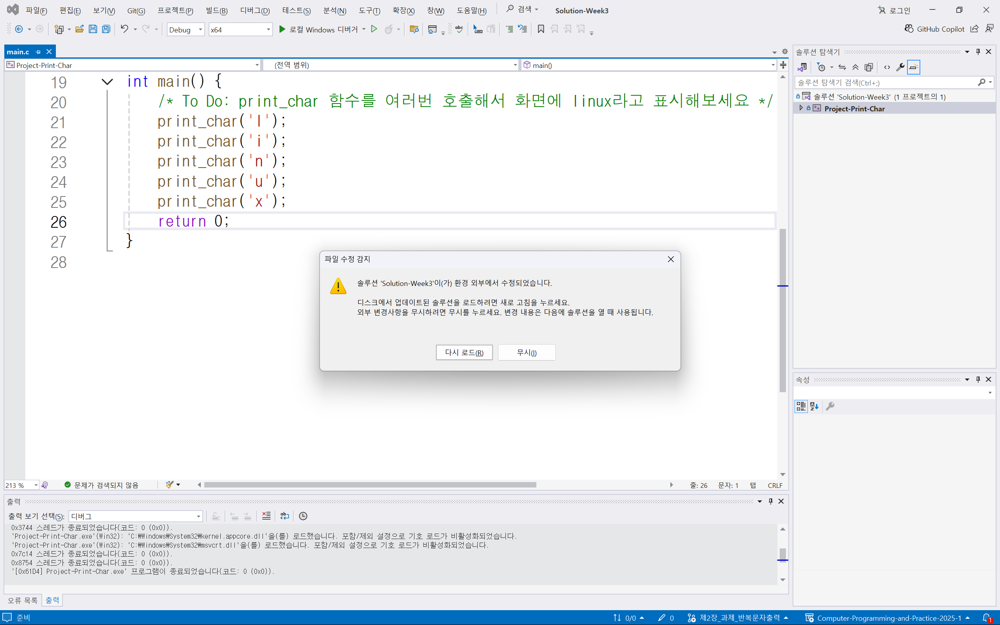 파일(F) 편집(E) 보기(V) Git(G) 프로젝트(P) 빌드(B) 디버그(D) 테스트(S) 분석(N) 도구(T) 확장(X) 창(W) 도움말(H) 검색 Solution-Week3 로그인
Debug x64 로컬 Windows 디버거 abc GitHub Copilot
main.c
Project-Print-Char (전역 범위) main()
19 int main() {
20 /* To Do: print_char 함수를 여러번 호출해서 화면에 linux라고 표시해보세요 */
21 print_char('l');
22 print_char('i');
23 print_char('n');
24 print_char('u');
25 print_char('x');
26 return 0;
27 }
28
파일 수정 감지
솔루션 'Solution-Week3'이(가) 환경 외부에서 수정되었습니다.
디스크에서 업데이트된 솔루션을 로드하려면 새로 고침을 누르세요.
외부 변경사항을 무시하려면 무시를 누르세요. 변경 내용은 다음에 솔루션을 열 때 사용됩니다.
다시 로드(R) 무시(I)
213 % 문제가 검색되지 않음 줄: 26 문자: 1 탭 CRLF
출력
출력 보기 선택(S): 디버그
0x3744 스레드가 종료되었습니다(코드: 0 (0x0)).
'Project-Print-Char.exe'(Win32): 'C:₩Windows₩System32₩kernel.appcore.dll'을(를) 로드했습니다. 포함/제외 설정으로 기호 로드가 비활성화되었습니다.
'Project-Print-Char.exe'(Win32): 'C:₩Windows₩System32₩msvcrt.dll'을(를) 로드했습니다. 포함/제외 설정으로 기호 로드가 비활성화되었습니다.
0x7c14 스레드가 종료되었습니다(코드: 0 (0x0)).
0x8754 스레드가 종료되었습니다(코드: 0 (0x0)).
'[0x61D4] Project-Print-Char.exe' 프로그램이 종료되었습니다(코드: 0 (0x0)).
오류 목록 출력
솔루션 탐색기
솔루션 탐색기 검색(Ctrl+;)
솔루션 'Solution-Week3' (1 프로젝트의 1)
Project-Print-Char
속성
준비 0/0 0 제2장_과제_반복문자출력 Computer-Programming-and-Practice-2025-1 1